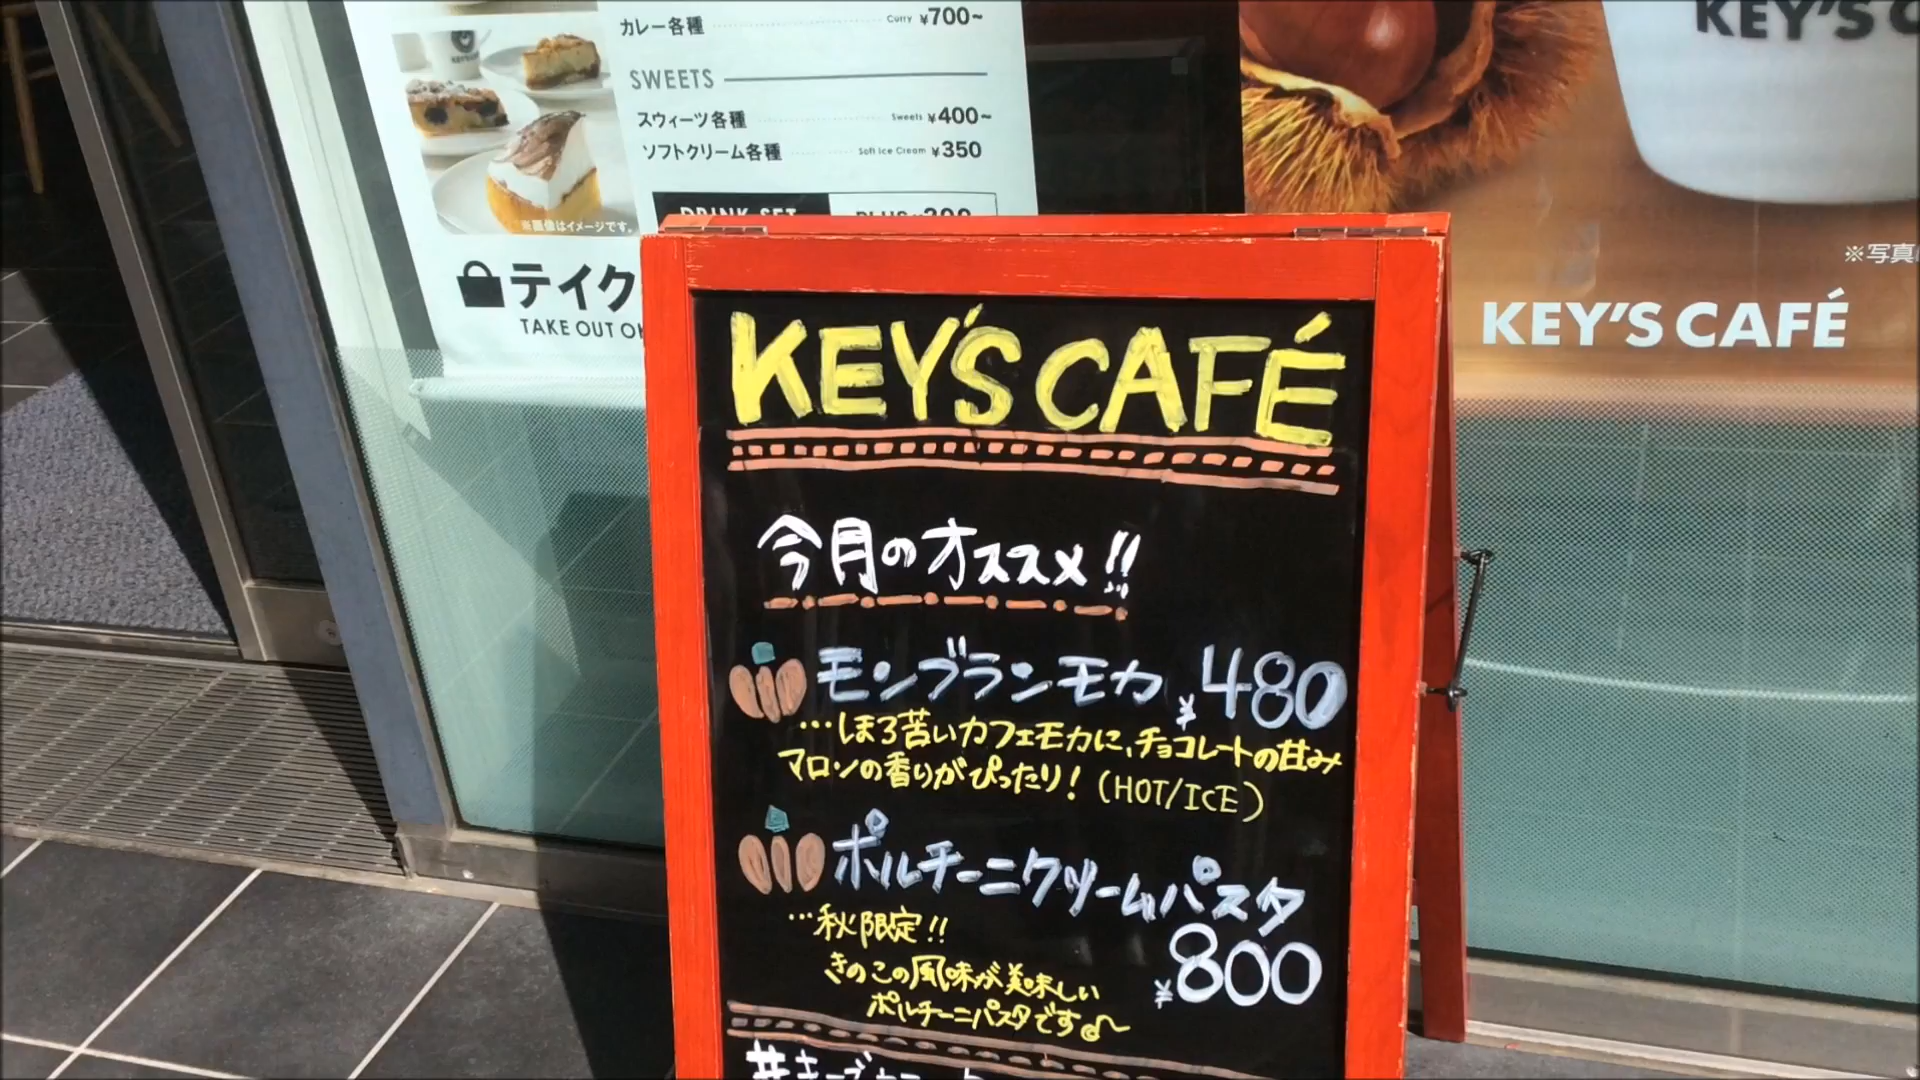 カレー各種 Curry ¥700~
SWEETS
スウィーツ各種 Sweets ¥400~
ソフトクリーム各種 Soft Ice Cream ¥350
※画像はイメージです。
テイク
TAKE OUT
KEY'S
※写真
KEY'S CAFÉ
KEY'S CAFÉ
今月のオススメ!!
モンブランモカ ¥480
…ほろ苦いカフェモカに、チョコレートの甘み
マロンの香りがぴったり！(HOT/ICE)
ポルチーニクリームパスタ
¥800
…秋限定!!
きのこの風味が美味しい
ポルチーニパスタです